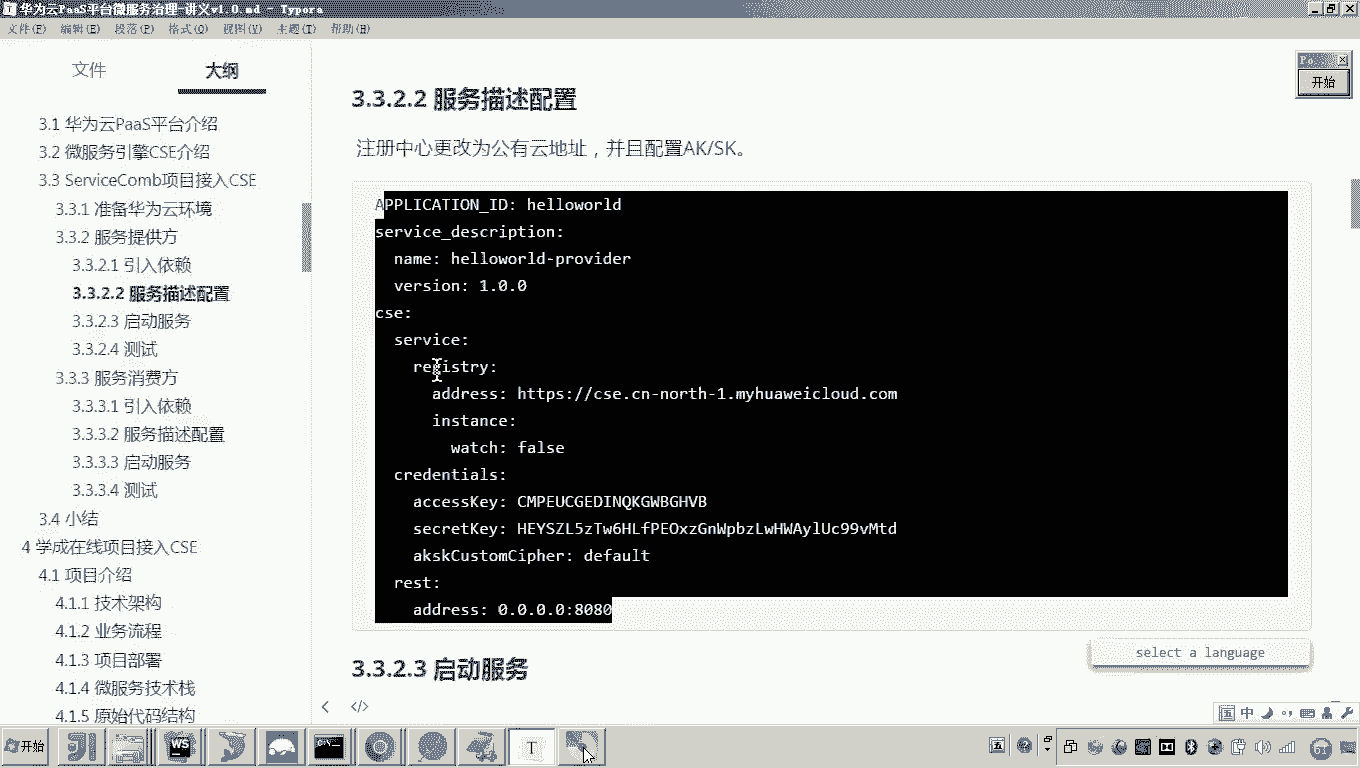 华为云PaaS平台微服务治理-讲义v1.0.md - Typora
文件(F) 编辑(E) 段落(P) 格式(O) 视图(V) 主题(T) 帮助(H)
文件 大纲
3.1 华为云PaaS平台介绍
3.2 微服务引擎CSE介绍
3.3 ServiceComb项目接入CSE
3.3.1 准备华为云环境
3.3.2 服务提供方
3.3.2.1 引入依赖
3.3.2.2 服务描述配置
3.3.2.3 启动服务
3.3.2.4 测试
3.3.3 服务消费方
3.3.3.1 引入依赖
3.3.3.2 服务描述配置
3.3.3.3 启动服务
3.3.3.4 测试
3.4 小结
4 学成在线项目接入CSE
4.1 项目介绍
4.1.1 技术架构
4.1.2 业务流程
4.1.3 项目部署
4.1.4 微服务技术栈
4.1.5 原始代码结构
3.3.2.2 服务描述配置
注册中心更改为公有云地址，并且配置AK/SK。
APPLICATION_ID: helloworld
service_description:
name: helloworld-provider
version: 1.0.0
cse:
service:
registry:
address: https://cse.cn-north-1.myhuaweicloud.com
instance:
watch: false
credentials:
accessKey: CMPEUCGEDINQKGWBGHVB
secretKey: HEYSZL5zTw6HLfPEOxzGnWpbzLwHWAylUc99vMtd
akskCustomCipher: default
rest:
address: 0.0.0.0:8080
select a language
3.3.2.3 启动服务
Po
开始
</>
开始
WS
T
中